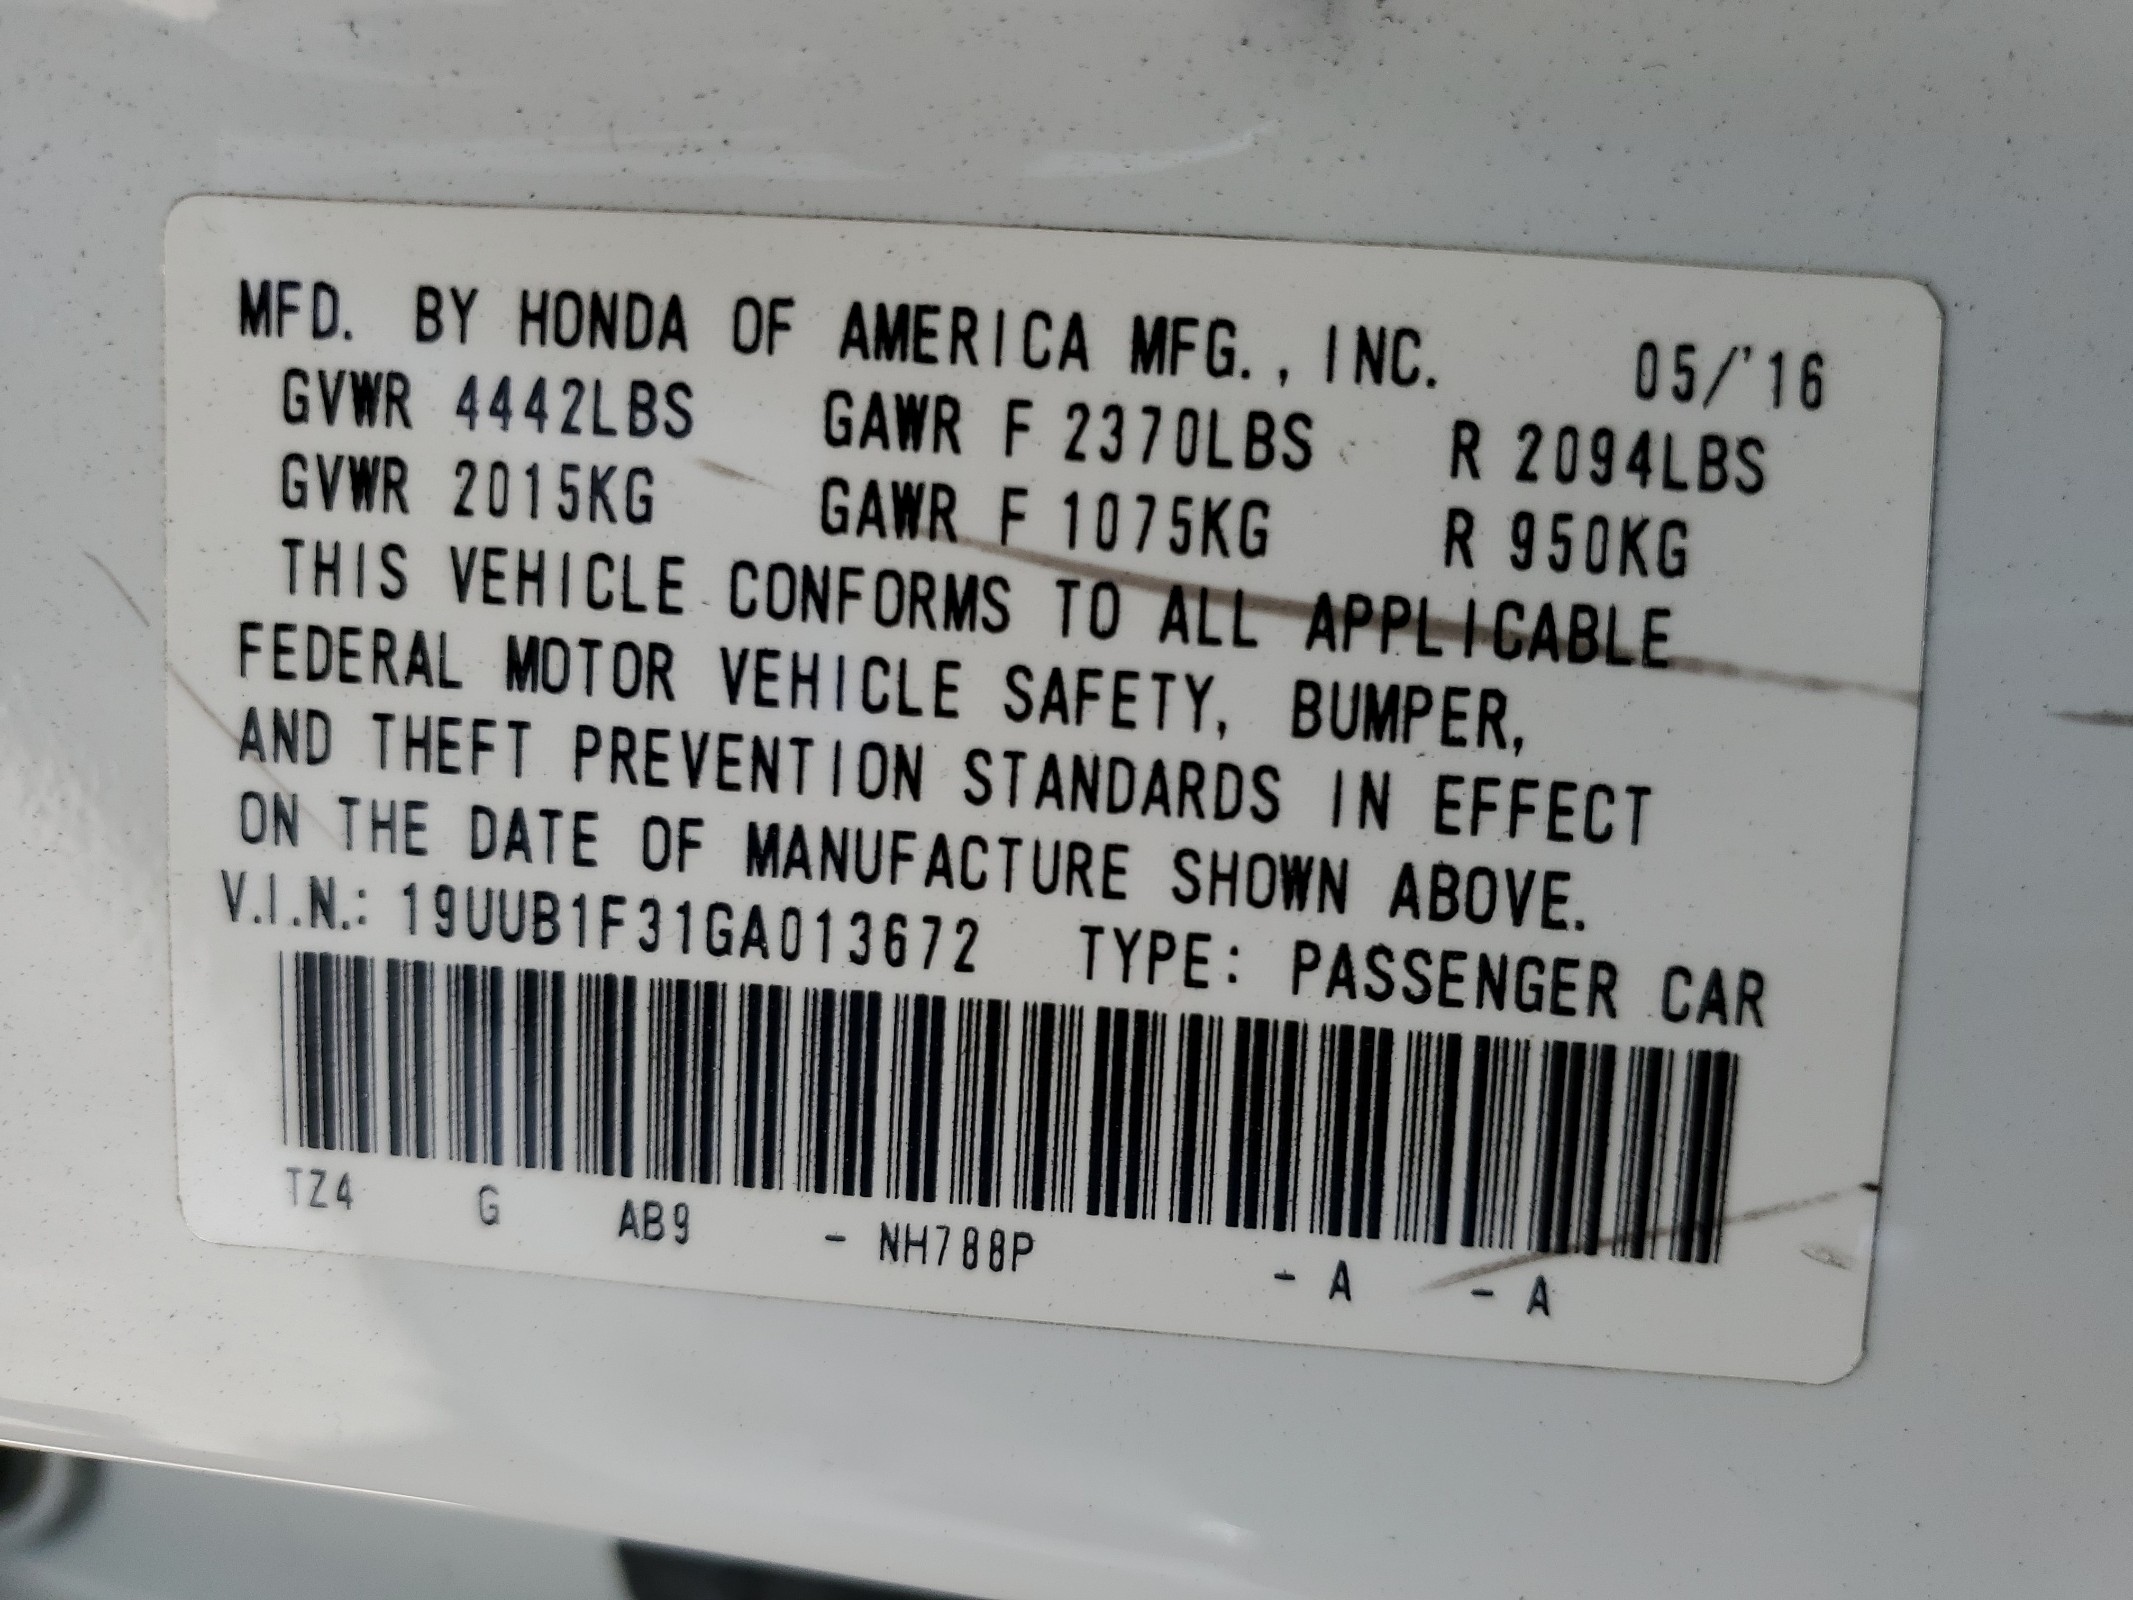 MFD. BY HONDA OF AMERICA MFG., INC. 05/'16
GVWR 4442LBS GAWR F 2370LBS R 2094LBS
GVWR 2015KG GAWR F 1075KG R 950KG
THIS VEHICLE CONFORMS TO ALL APPLICABLE
FEDERAL MOTOR VEHICLE SAFETY, BUMPER,
AND THEFT PREVENTION STANDARDS IN EFFECT
ON THE DATE OF MANUFACTURE SHOWN ABOVE.
V.I.N.: 19UUB1F31GA013672 TYPE: PASSENGER CAR
TZ4 G AB9 - NH788P - A - A